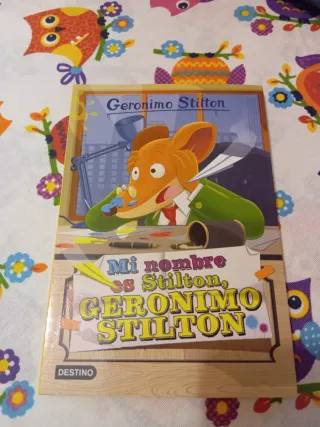 Geronimo Stilton
Mi nombre
es Stilton,
GERONIMO
STILTON
DESTINO